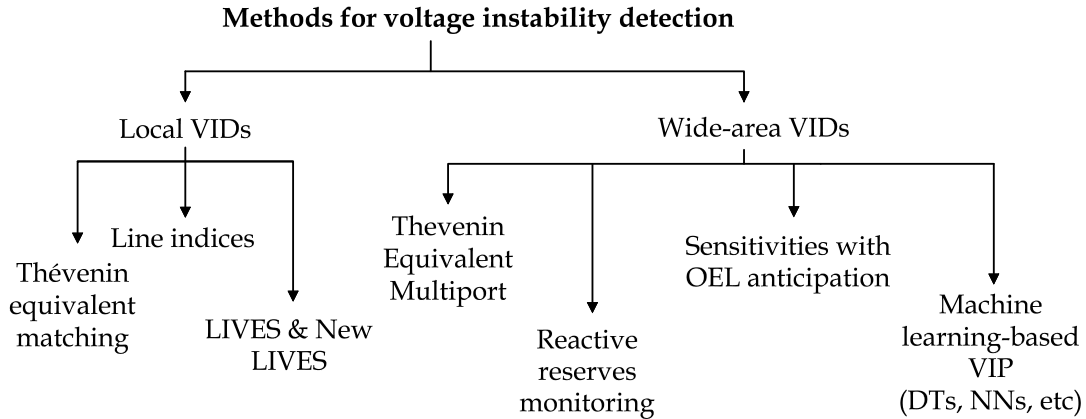 Methods for voltage instability detection
Local VIDs
Wide-area VIDs
Thévenin
equivalent
matching
Line indices
LIVES & New
LIVES
Thevenin
Equivalent
Multiport
Reactive
reserves
monitoring
Sensitivities with
OEL anticipation
Machine
learning-based
VIP
(DTs, NNs, etc)